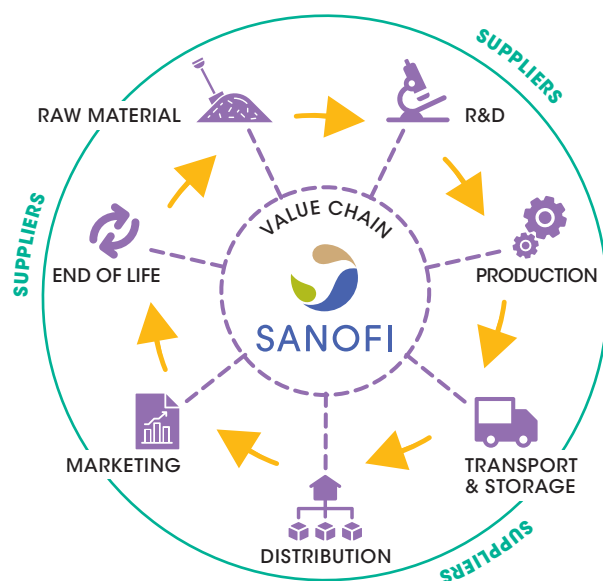 SUPPLIERS
RAW MATERIAL
R&D
VALUE CHAIN
SUPPLIERS
END OF LIFE
PRODUCTION
SANOFI
MARKETING
TRANSPORT
& STORAGE
DISTRIBUTION
SUPPLIERS